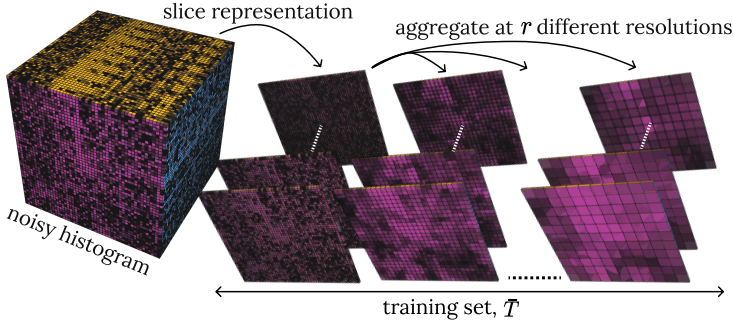 slice representation
aggregate at r different resolutions
noisy histogram
training set, T̄